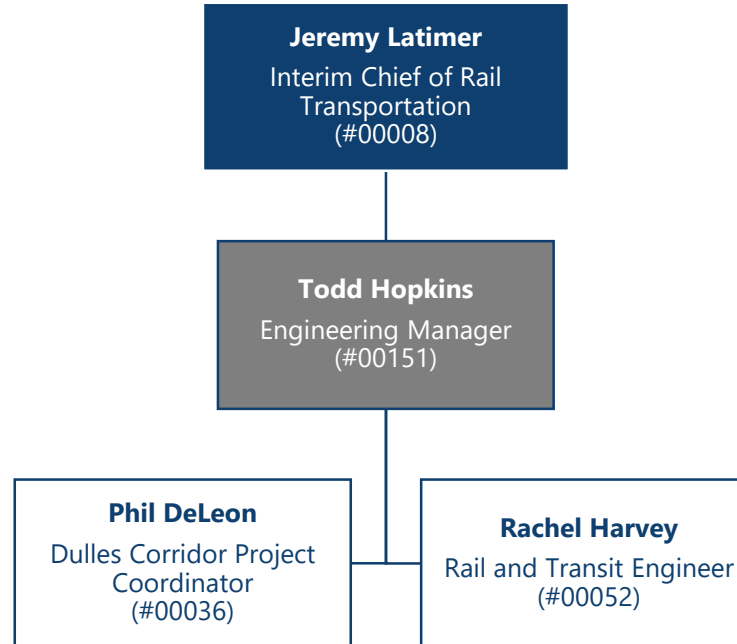 Jeremy Latimer
Interim Chief of Rail
Transportation
(#00008)
Todd Hopkins
Engineering Manager
(#00151)
Phil DeLeon
Dulles Corridor Project
Coordinator
(#00036)
Rachel Harvey
Rail and Transit Engineer
(#00052)